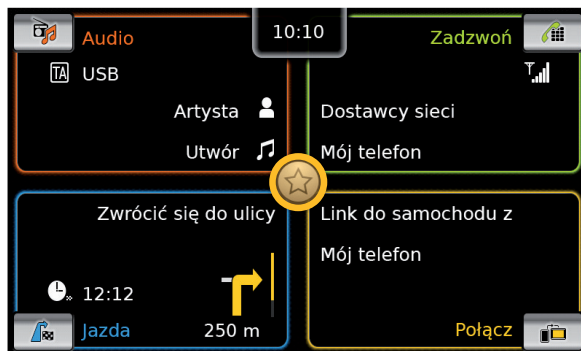 10:10
Audio
TA USB
Artysta
Utwór
Zadzwoń
Dostawcy sieci
Mój telefon
Zwrócić się do ulicy
12:12
Jazda
250 m
Link do samochodu z
Mój telefon
Połącz